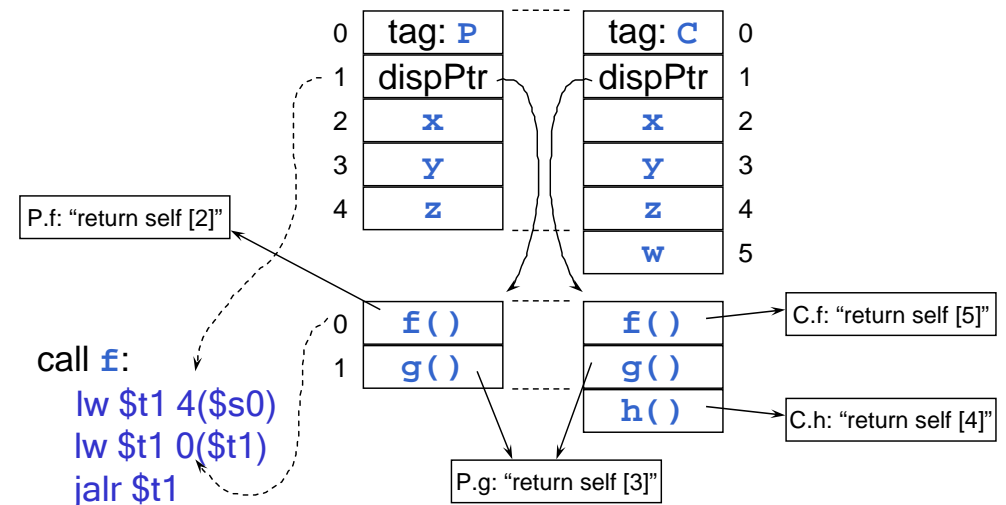 0 tag: P tag: C 0
1 dispPtr dispPtr 1
2 x x 2
3 y y 3
4 z z 4
w 5
P.f: “return self [2]”
0 f() f()
C.f: “return self [5]”
1 g() g()
h()
C.h: “return self [4]”
P.g: “return self [3]”
call f:
lw $t1 4($s0)
lw $t1 0($t1)
jalr $t1